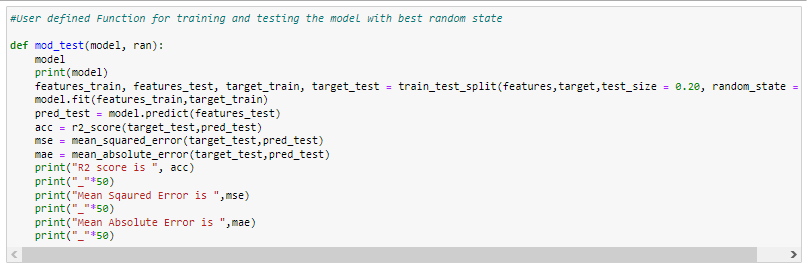 #User defined Function for training and testing the model with best random state
def mod_test(model, ran):
    model
    print(model)
    features_train, features_test, target_train, target_test = train_test_split(features,target,test_size = 0.20, random_state =
    model.fit(features_train,target_train)
    pred_test = model.predict(features_test)
    acc = r2_score(target_test,pred_test)
    mse = mean_squared_error(target_test,pred_test)
    mae = mean_absolute_error(target_test,pred_test)
    print("R2 score is ", acc)
    print("_"*50)
    print("Mean Sqaured Error is ",mse)
    print("_"*50)
    print("Mean Absolute Error is ",mae)
    print("_"*50)